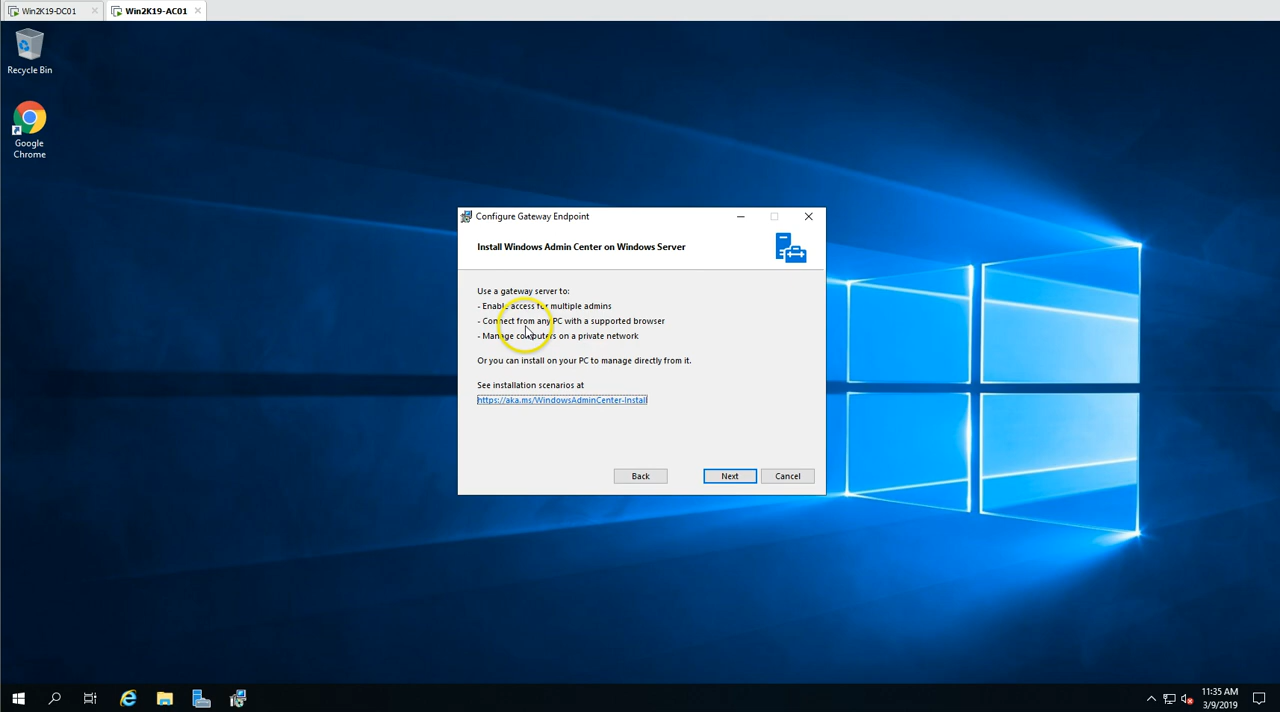 Win2K19-DC01
Win2K19-AC01
Recycle Bin
Google
Chrome
Configure Gateway Endpoint
Install Windows Admin Center on Windows Server
Use a gateway server to:
- Enable access for multiple admins
- Connect from any PC with a supported browser
- Manage computers on a private network
Or you can install on your PC to manage directly from it.
See installation scenarios at
https://aka.ms/WindowsAdminCenter-Install
Back
Next
Cancel
11:35 AM
3/9/2019